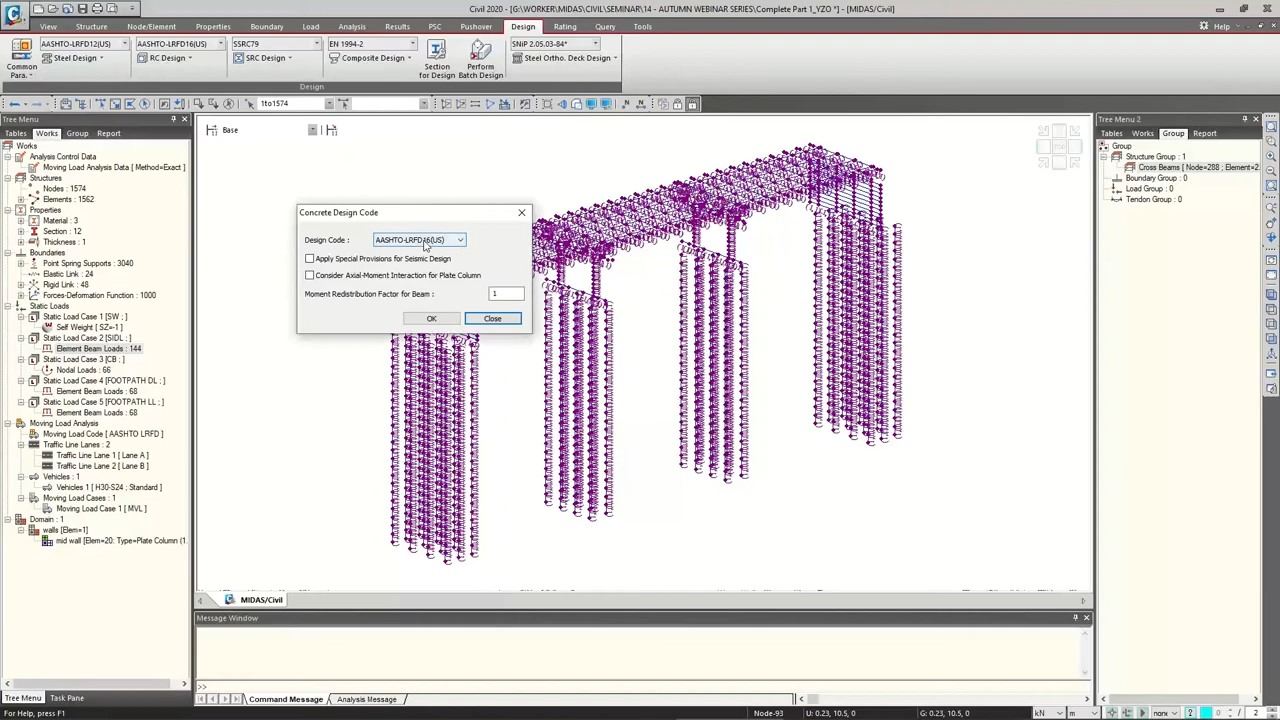 Civil 2020 - [G:\WORKER\MIDAS\CIVIL\SEMINAR\14 - AUTUMN WEBINAR SERIES\Complete Part 1_YZO *] - [MIDAS/Civil]
View Structure Node/Element Properties Boundary Load Analysis Results PSC Pushover Design Rating Query Tools Help
AASHTO-LRFD12(US) AASHTO-LRFD16(US) SSRC79 EN 1994-2 SNiP 2.05.03-84*
Common Para. Steel Design RC Design SRC Design Composite Design Section for Design Perform Batch Design Steel Ortho. Deck Design
Design
1to1574
Tree Menu
Tables Works Group Report
Works
Analysis Control Data
Moving Load Analysis Data [ Method=Exact ]
Structures
Nodes : 1574
Elements : 1562
Properties
Material : 3
Section : 12
Thickness : 1
Boundaries
Point Spring Supports : 3040
Elastic Link : 24
Rigid Link : 48
Forces-Deformation Function : 1000
Static Loads
Static Load Case 1 [SW ; ]
Self Weight [ SZ=-1 ]
Static Load Case 2 [SIDL ; ]
Element Beam Loads : 144
Static Load Case 3 [CB ; ]
Nodal Loads : 66
Static Load Case 4 [FOOTPATH DL ; ]
Element Beam Loads : 68
Static Load Case 5 [FOOTPATH LL ; ]
Element Beam Loads : 68
Moving Load Analysis
Moving Load Code [ AASHTO LRFD ]
Traffic Line Lanes : 2
Traffic Line Lane 1 [ Lane A ]
Traffic Line Lane 2 [ Lane B ]
Vehicles : 1
Vehicles 1 [ H30-S24 ; Standard ]
Moving Load Cases : 1
Moving Load Case 1 [ MVL ]
Domain : 1
walls [Elem=1]
mid wall [Elem=20: Type=Plate Column (1.
Tree Menu Task Pane
Base
Concrete Design Code
Design Code : AASHTO-LRFD16(US)
Apply Special Provisions for Seismic Design
Consider Axial-Moment Interaction for Plate Column
Moment Redistribution Factor for Beam : 1
OK Close
MIDAS/Civil
Message Window
>>
Command Message Analysis Message
Tree Menu 2
Tables Works Group Report
Group
Structure Group : 1
Cross Beams [ Node=288 ; Element=2
Boundary Group : 0
Load Group : 0
Tendon Group : 0
For Help, press F1
Node-93 U: 0.23, 10.5, 0 G: 0.23, 10.5, 0 kN m none 2